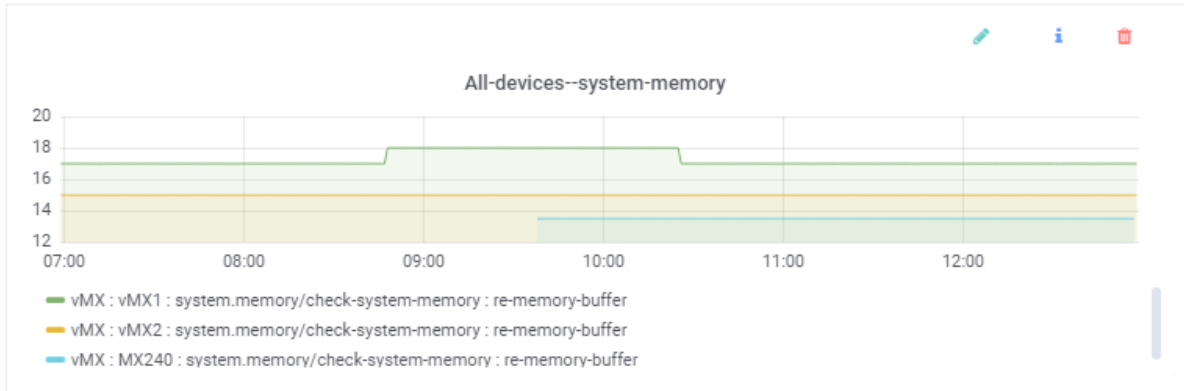 All-devices--system-memory
20
18
16
14
12
07:00 08:00 09:00 10:00 11:00 12:00
vMX : vMX1 : system.memory/check-system-memory : re-memory-buffer
vMX : vMX2 : system.memory/check-system-memory : re-memory-buffer
vMX : MX240 : system.memory/check-system-memory : re-memory-buffer